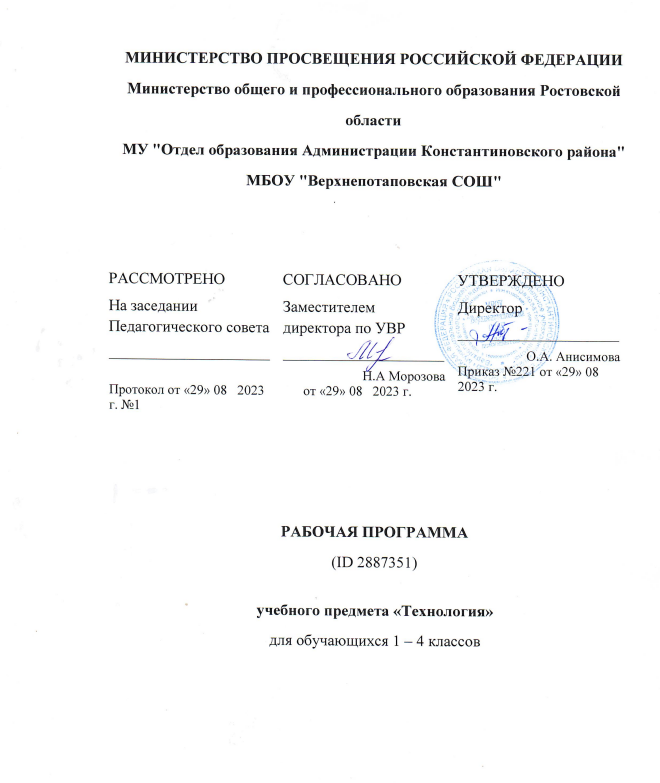 МИНИСТЕРСТВО ПРОСВЕЩЕНИЯ РОССИЙСКОЙ ФЕДЕРАЦИИ
Министерство общего и профессионального образования Ростовской
области
МУ "Отдел образования Администрации Константиновского района"
МБОУ "Верхнепотаповская СОШ"
РАССМОТРЕНО
На заседании
Педагогического совета
Протокол от «29» 08 2023
г. №1
СОГЛАСОВАНО
Заместителем
директора по УВР
Н.А Морозова
от «29» 08 2023 г.
УТВЕРЖДЕНО
Директор
О.А. Анисимова
Приказ №221 от «29» 08
2023 г.
РАБОЧАЯ ПРОГРАММА
(ID 2887351)
учебного предмета «Технология»
для обучающихся 1 – 4 классов